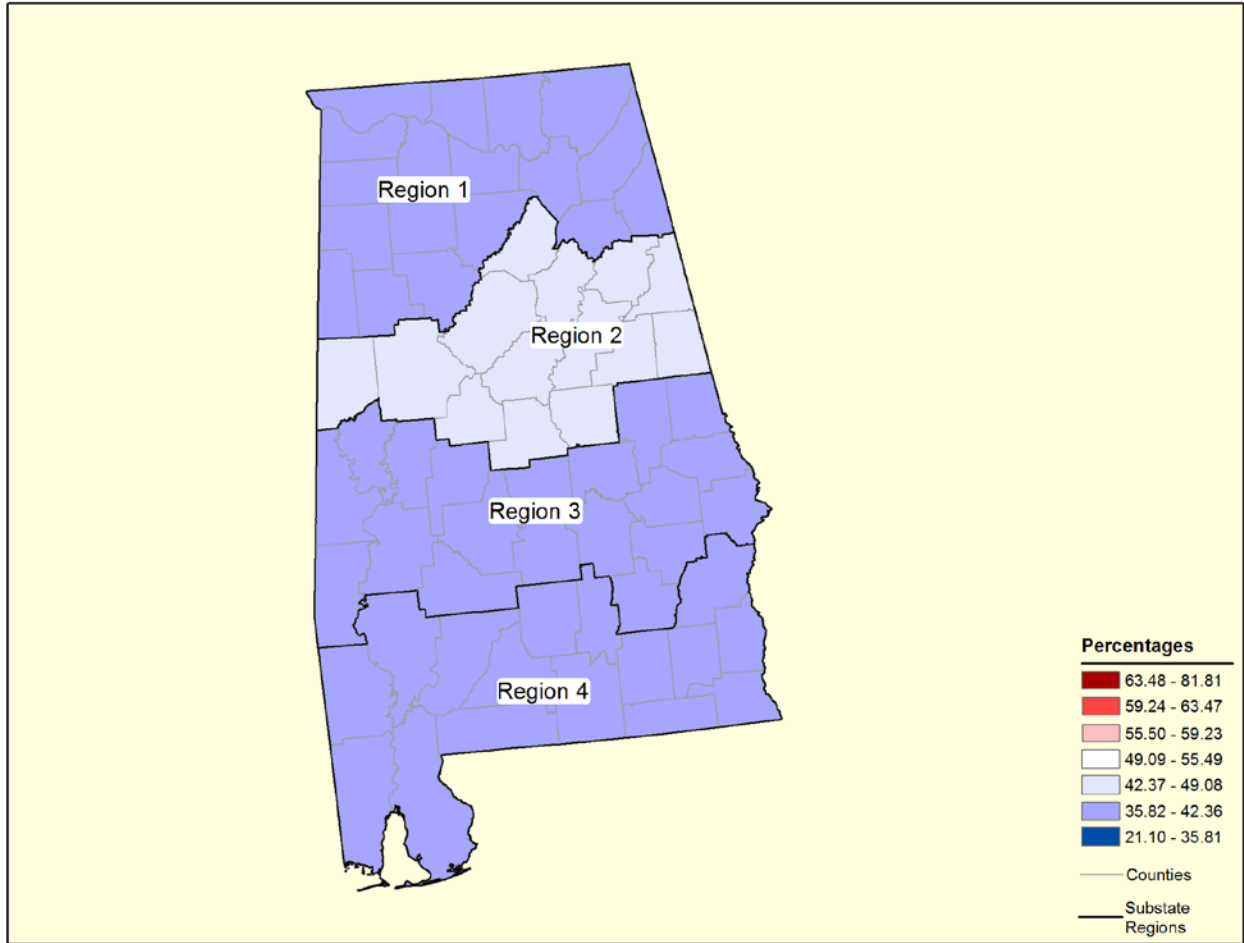 Region 1
Region 2
Region 3
Region 4
Percentages
63.48 - 81.81
59.24 - 63.47
55.50 - 59.23
49.09 - 55.49
42.37 - 49.08
35.82 - 42.36
21.10 - 35.81
Counties
Substate
Regions